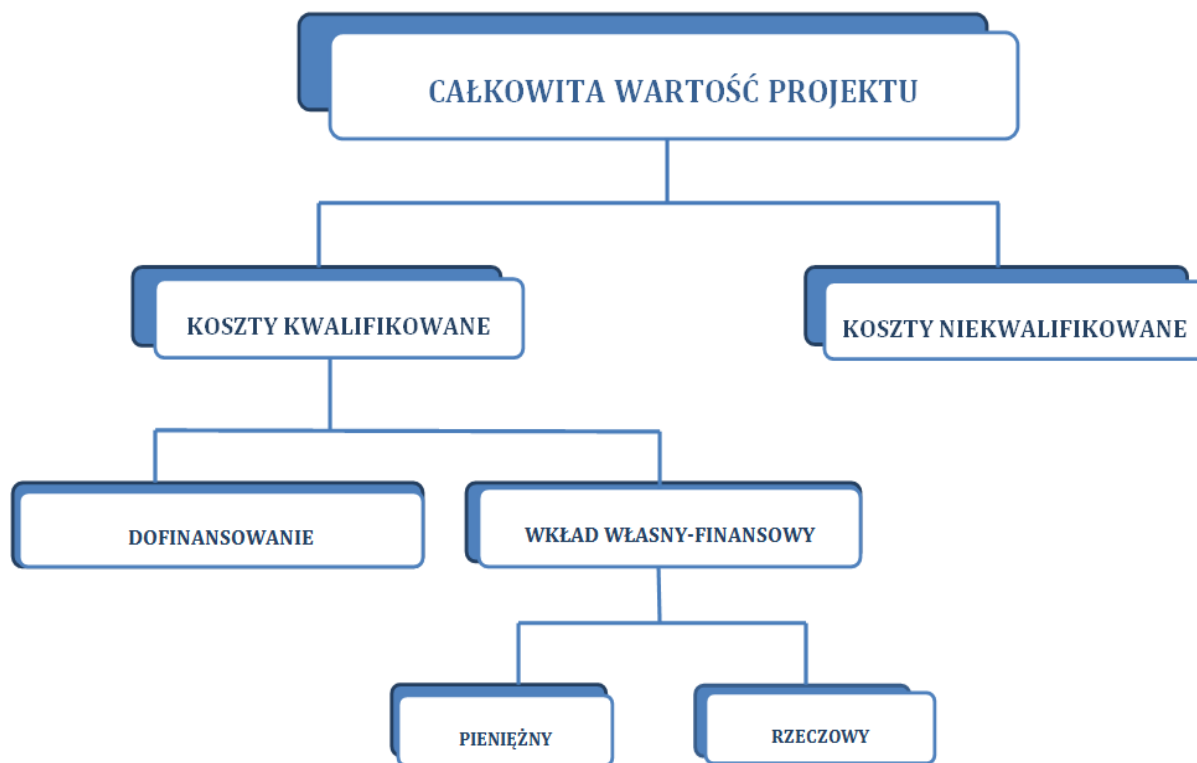 CAŁKOWITA WARTOŚĆ PROJEKTU
KOSZTY KWALIFIKOWANE
KOSZTY NIEKWALIFIKOWANE
DOFINANSOWANIE
WKŁAD WŁASNY-FINANSOWY
PIENIĘŻNY
RZECZOWY